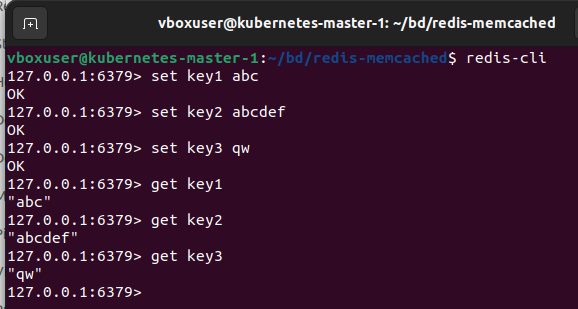 vboxuser@kubernetes-master-1: ~/bd/redis-memcached
vboxuser@kubernetes-master-1:~/bd/redis-memcached$ redis-cli
127.0.0.1:6379> set key1 abc
OK
127.0.0.1:6379> set key2 abcdef
OK
127.0.0.1:6379> set key3 qw
OK
127.0.0.1:6379> get key1
"abc"
127.0.0.1:6379> get key2
"abcdef"
127.0.0.1:6379> get key3
"qw"
127.0.0.1:6379>